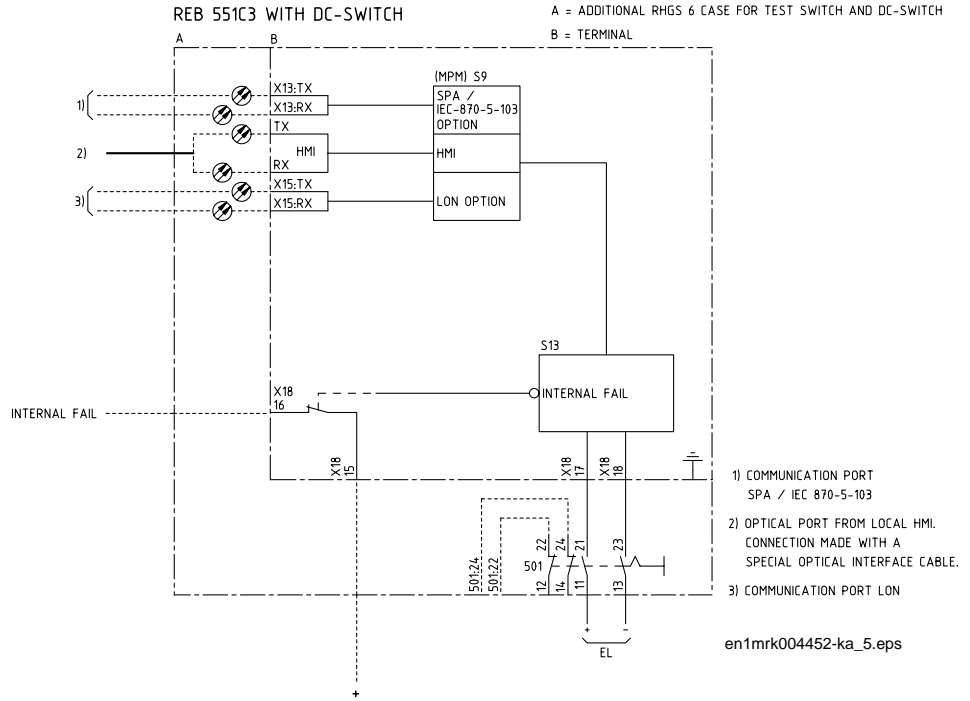 REB 551C3 WITH DC-SWITCH
A = ADDITIONAL RHGS 6 CASE FOR TEST SWITCH AND DC-SWITCH
B = TERMINAL
A
B
(MPM) S9
X13:TX
X13:RX
SPA /
IEC-870-5-103
OPTION
1)
TX
HMI
RX
HMI
2)
X15:TX
X15:RX
LON OPTION
3)
S13
INTERNAL FAIL
X18
16
INTERNAL FAIL
X18
15
X18
17
X18
18
1) COMMUNICATION PORT
SPA / IEC 870-5-103
2) OPTICAL PORT FROM LOCAL HMI.
CONNECTION MADE WITH A
SPECIAL OPTICAL INTERFACE CABLE.
3) COMMUNICATION PORT LON
501:24
501:22
501
22
24
21
23
12
14
11
13
+
-
EL
en1mrk004452-ka_5.eps
+